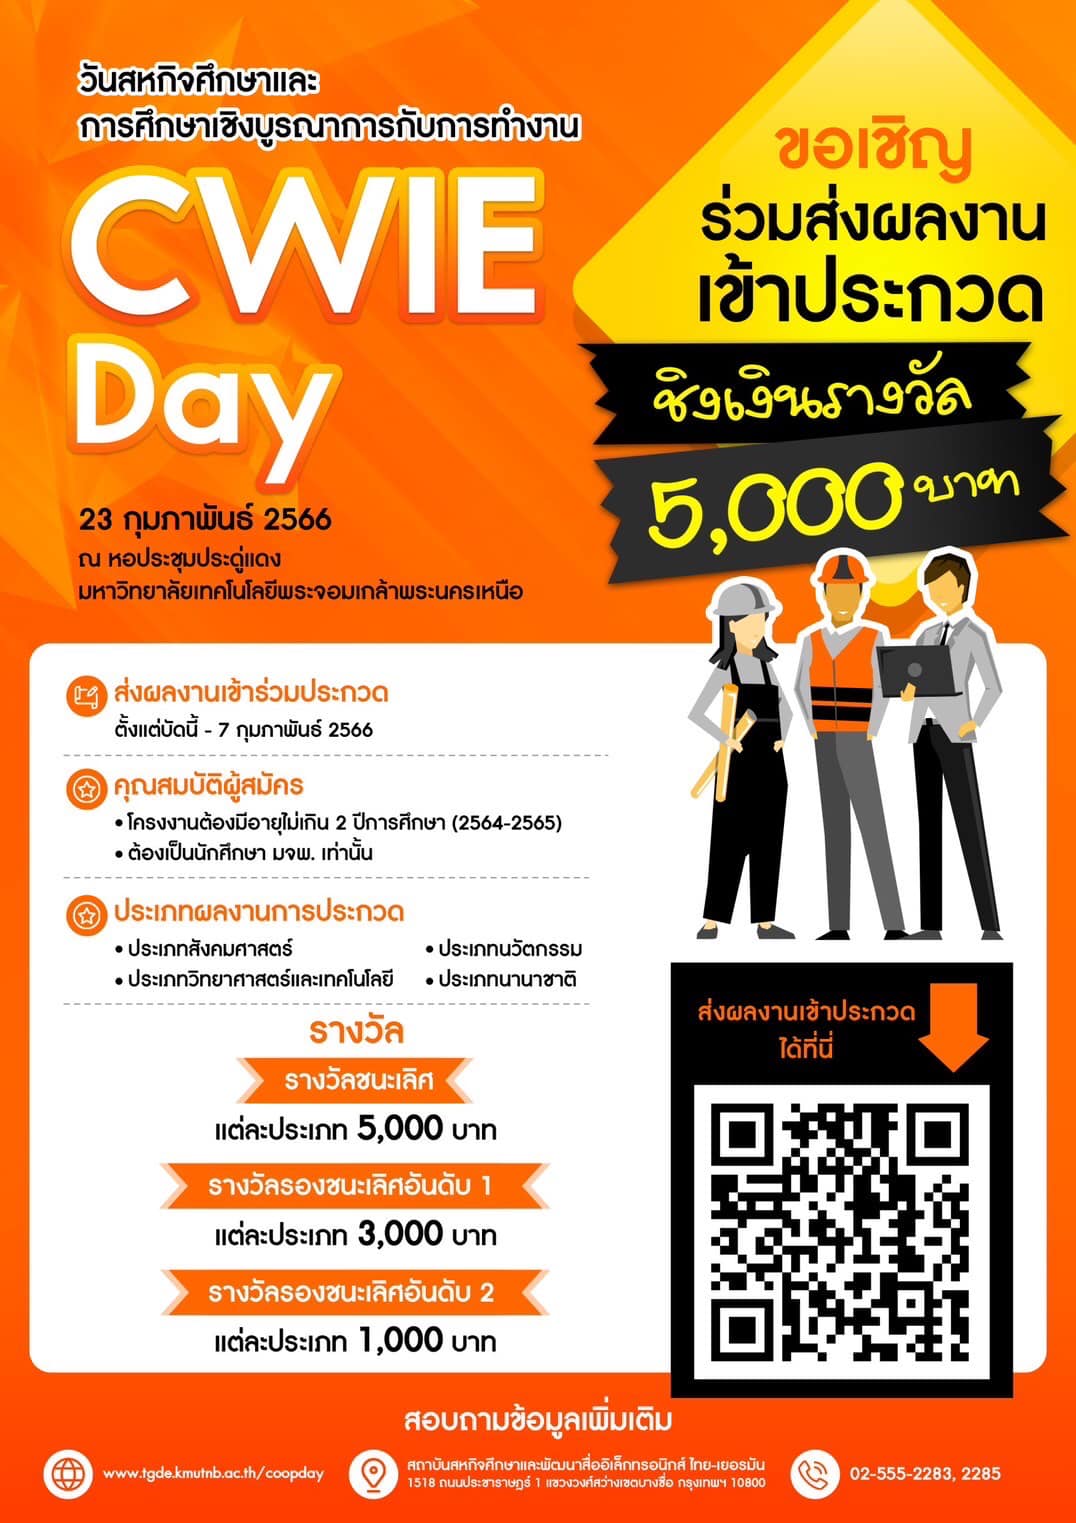 วันสหกิจศึกษาและ
การศึกษาเชิงบูรณาการกับการทำงาน
CWIE
Day
23 กุมภาพันธ์ 2566
ณ หอประชุมประดู่แดง
มหาวิทยาลัยเทคโนโลยีพระจอมเกล้าพระนครเหนือ
ขอเชิญ
ร่วมส่งผลงาน
เข้าประกวด
ชิงเงินรางวัล
5,000 บาท
ส่งผลงานเข้าร่วมประกวด
ตั้งแต่บัดนี้ - 7 กุมภาพันธ์ 2566
คุณสมบัติผู้สมัคร
• โครงงานต้องมีอายุไม่เกิน 2 ปีการศึกษา (2564-2565)
• ต้องเป็นนักศึกษา มจพ. เท่านั้น
ประเภทผลงานการประกวด
• ประเภทสังคมศาสตร์
• ประเภทนวัตกรรม
• ประเภทวิทยาศาสตร์และเทคโนโลยี
• ประเภทนานาชาติ
รางวัล
รางวัลชนะเลิศ
แต่ละประเภท 5,000 บาท
รางวัลรองชนะเลิศอันดับ 1
แต่ละประเภท 3,000 บาท
รางวัลรองชนะเลิศอันดับ 2
แต่ละประเภท 1,000 บาท
ส่งผลงานเข้าประกวด
ได้ที่นี่
สอบถามข้อมูลเพิ่มเติม
www.tgde.kmutnb.ac.th/coopday
สถาบันสหกิจศึกษาและพัฒนาสื่ออิเล็กทรอนิกส์ ไทย-เยอรมัน
1518 ถนนประชาราษฎร์ 1 แขวงวงศ์สว่างเขตบางซื่อ กรุงเทพฯ 10800
02-555-2283, 2285